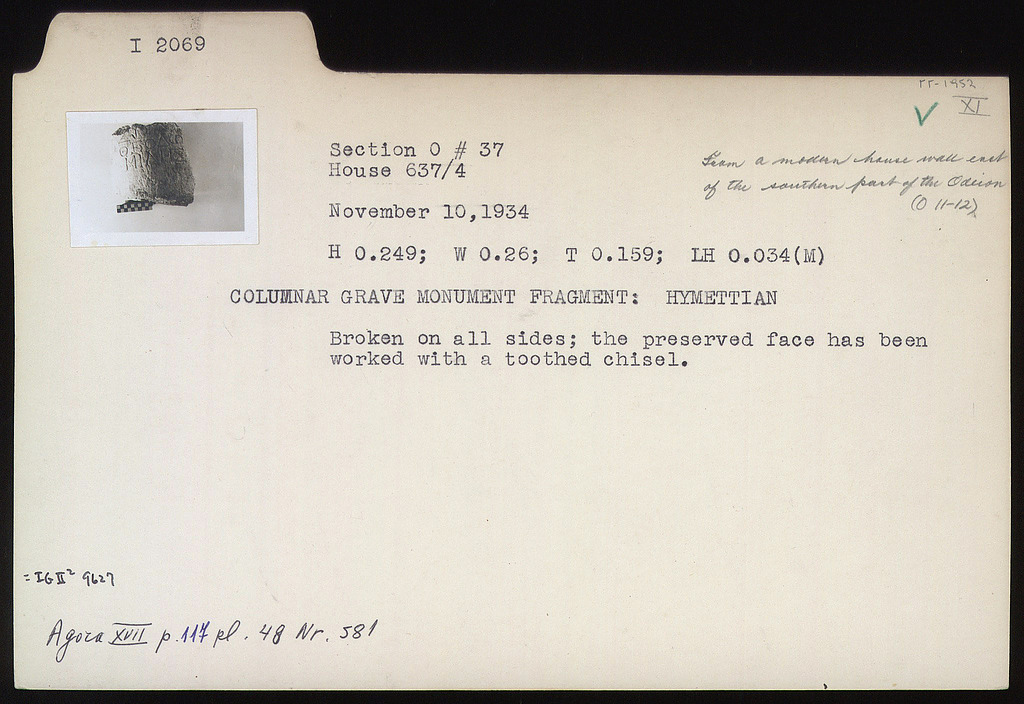 I 2069
ΓΓ-1952
XI
Section O # 37
House 637/4
From a modern house wall east
of the southern part of the Odeion
(O 11-12)
November 10,1934
H 0.249; W 0.26; T 0.159; LH 0.034(M)
COLUMNAR GRAVE MONUMENT FRAGMENT: HYMETTIAN
Broken on all sides; the preserved face has been
worked with a toothed chisel.
= IG II² 9627
Agora XVII p.117 pl. 48 Nr. 581